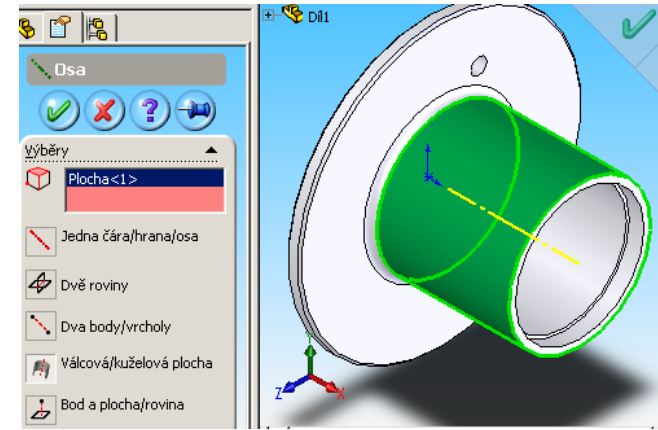 Díl1
Osa
Výběry
Plocha<1>
Jedna čára/hrana/osa
Dvě roviny
Dva body/vrcholy
Válcová/kuželová plocha
Bod a plocha/rovina
Y
Z
X